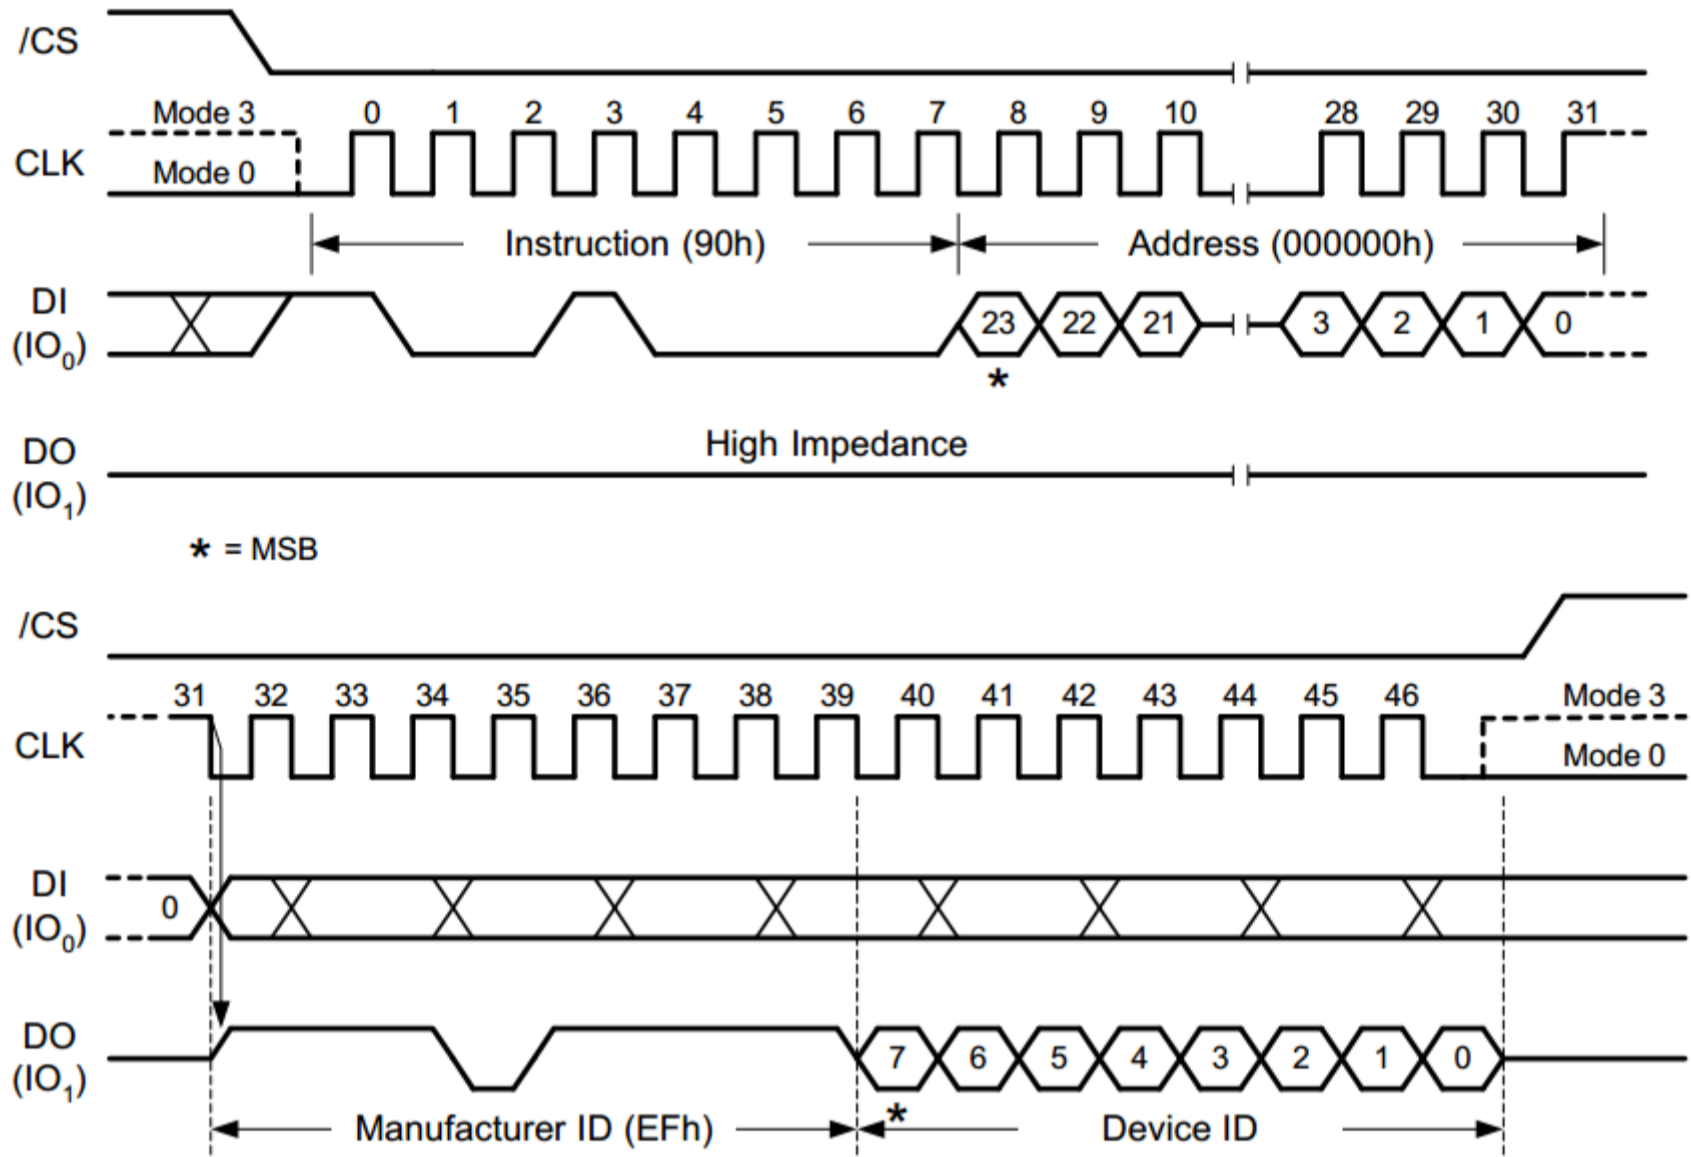 /CS
Mode 3 0 1 2 3 4 5 6 7 8 9 10 28 29 30 31
CLK
Mode 0
Instruction (90h) Address (000000h)
DI
(IO0) 23 22 21 3 2 1 0
*
High Impedance
DO
(IO1)
* = MSB
/CS
31 32 33 34 35 36 37 38 39 40 41 42 43 44 45 46 Mode 3
CLK
Mode 0
DI
(IO0) 0
DO
(IO1) 7 6 5 4 3 2 1 0
*
Manufacturer ID (EFh) Device ID